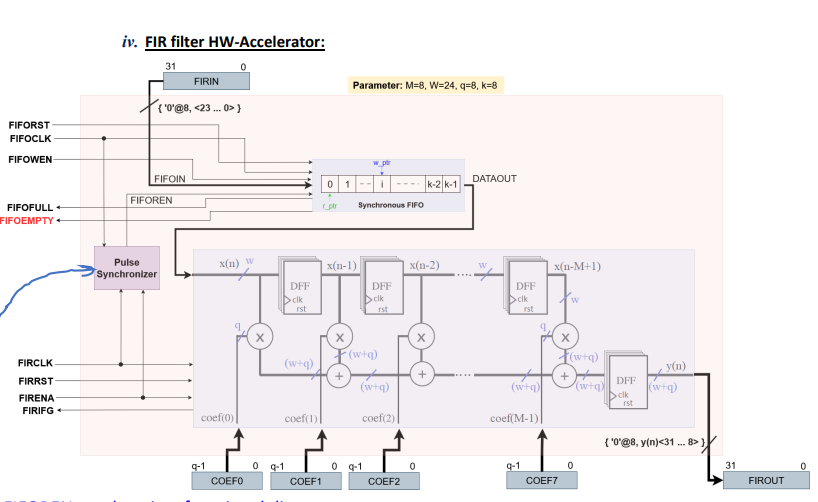 iv. FIR filter HW-Accelerator:
31 0
FIRIN
Parameter: M=8, W=24, q=8, k=8
{ '0'@8, <23 ... 0> }
FIFORST
FIFOCLK
FIFOWEN
w_ptr
FIFOIN
0 1 -- i ---- k-2 k-1
DATAOUT
FIFOREN
r_ptr
Synchronous FIFO
FIFOFULL
FIFOEMPTY
Pulse
Synchronizer
x(n) w x(n-1) x(n-2) w x(n-M+1)
DFF DFF DFF
clk clk clk
rst rst rst
w
q q
X X X X
(w+q) (w+q) (w+q)
+ + +
(w+q) (w+q) (w+q) (w+q)
DFF
clk
rst
y(n)
FIRCLK
FIRRST
FIRENA
FIRIFG
coef(0) coef(1) coef(2) coef(M-1)
{ '0'@8, y(n)<31 ... 8> }
q-1 0 q-1 0 q-1 0 q-1 0
COEF0 COEF1 COEF2 COEF7
31 0
FIROUT